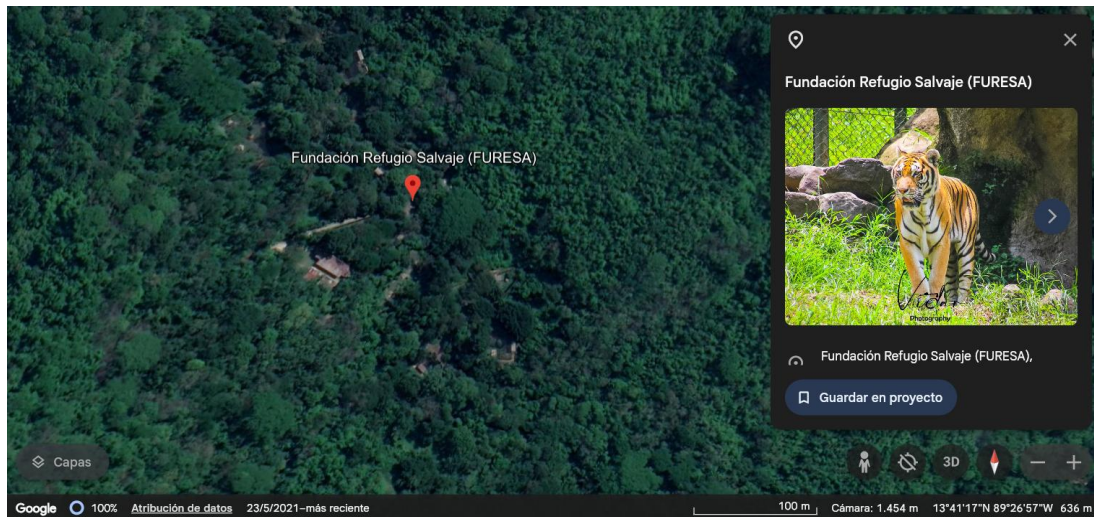 Fundación Refugio Salvaje (FURESA)
Fundación Refugio Salvaje (FURESA)
Photography
Fundación Refugio Salvaje (FURESA),
Guardar en proyecto
Capas
3D
Google 100% Atribución de datos 23/5/2021–más reciente 100 m Cámara: 1.454 m 13°41'17"N 89°26'57"W 636 m